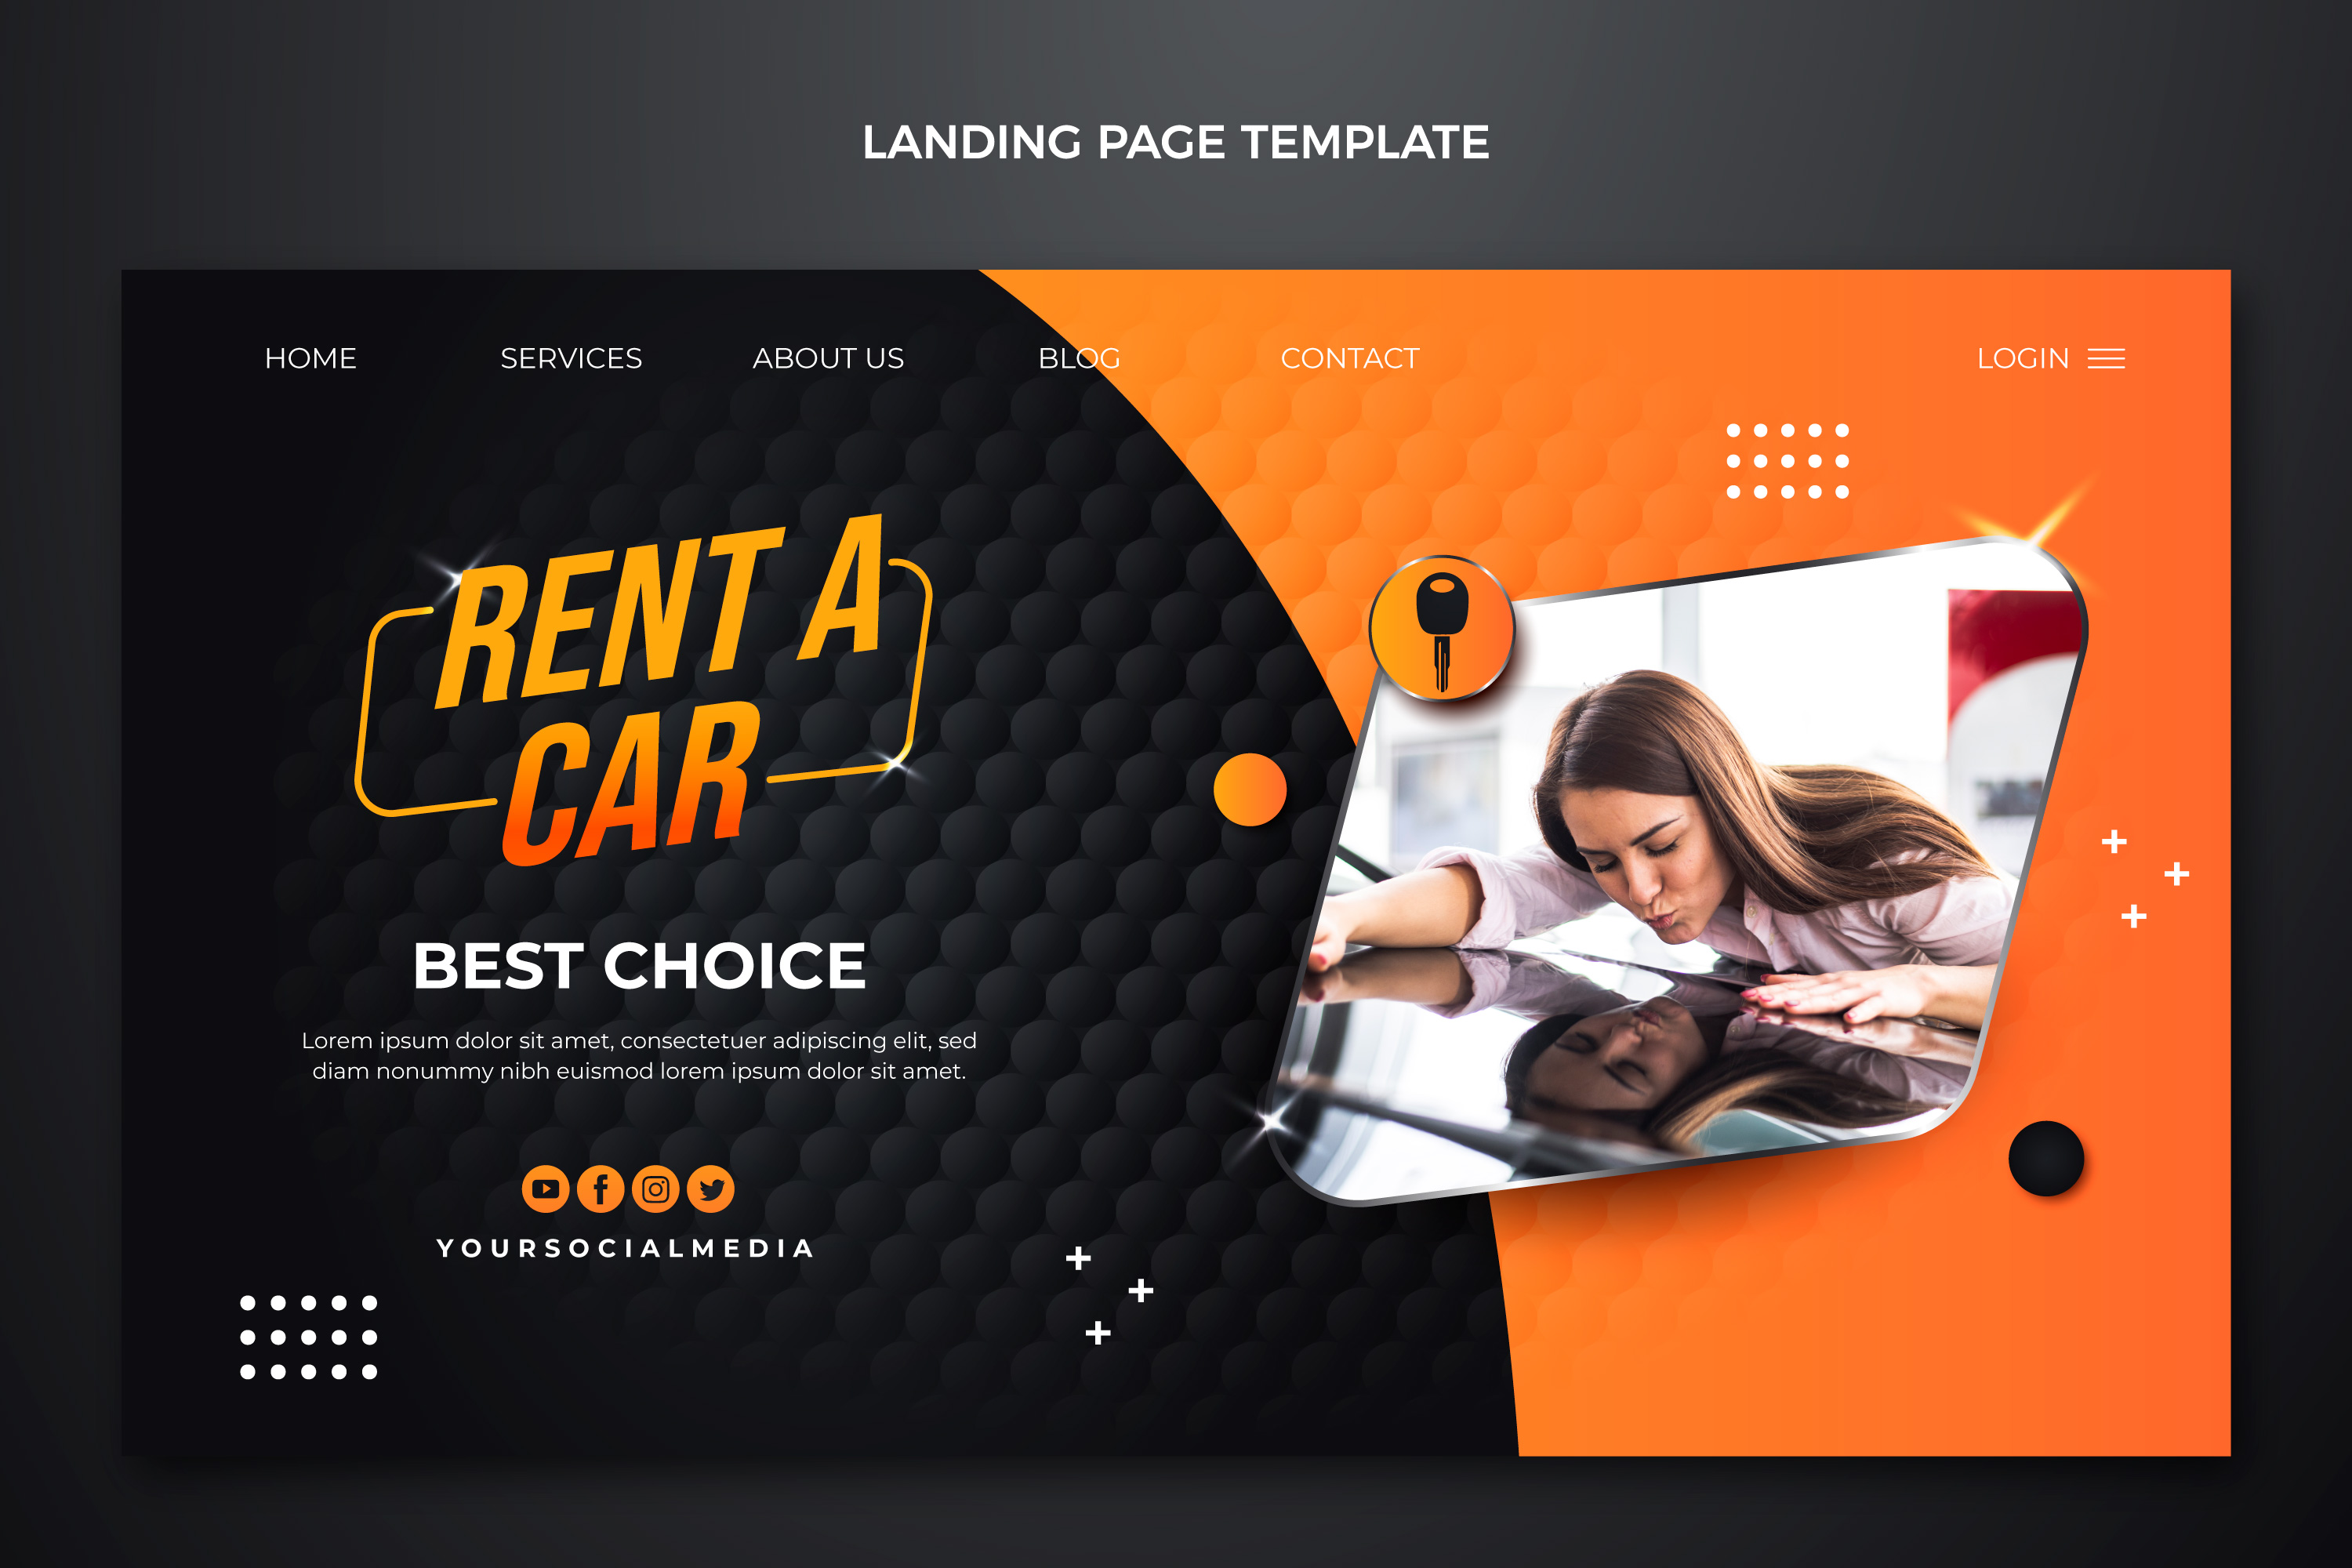 LANDING PAGE TEMPLATE
HOME SERVICES ABOUT US BLOG CONTACT LOGIN
RENT A
CAR
BEST CHOICE
Lorem ipsum dolor sit amet, consectetuer adipiscing elit, sed
diam nonummy nibh euismod lorem ipsum dolor sit amet.
YOURSOCIALMEDIA